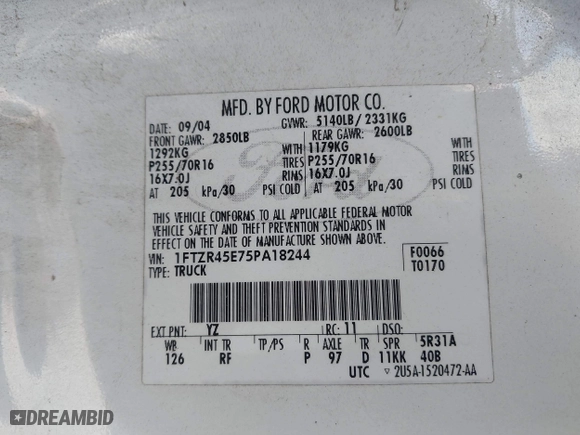 MFD. BY FORD MOTOR CO.
DATE: 09/04 GVWR: 5140LB/ 2331KG
FRONT GAWR: 2850LB REAR GAWR: 2600LB
1292KG WITH 1179KG WITH
P255/70R16 TIRES P255/70R16 TIRES
16X7.0J RIMS 16X7.0J RIMS
AT 205 kPa/30 PSI COLD AT 205 kPa/30 PSI COLD
THIS VEHICLE CONFORMS TO ALL APPLICABLE FEDERAL MOTOR
VEHICLE SAFETY AND THEFT PREVENTION STANDARDS IN
EFFECT ON THE DATE OF MANUFACTURE SHOWN ABOVE.
VIN: 1FTZR45E75PA18244 F0066
TYPE: TRUCK T0170
EXT PNT: YZ RC: 11 DSO:
WB INT TR TP/PS R AXLE TR SPR 5R31A
126 RF P 97 D 11KK 40B
UTC ▽ 2U5A-1520472-AA
Ford
DREAMBID